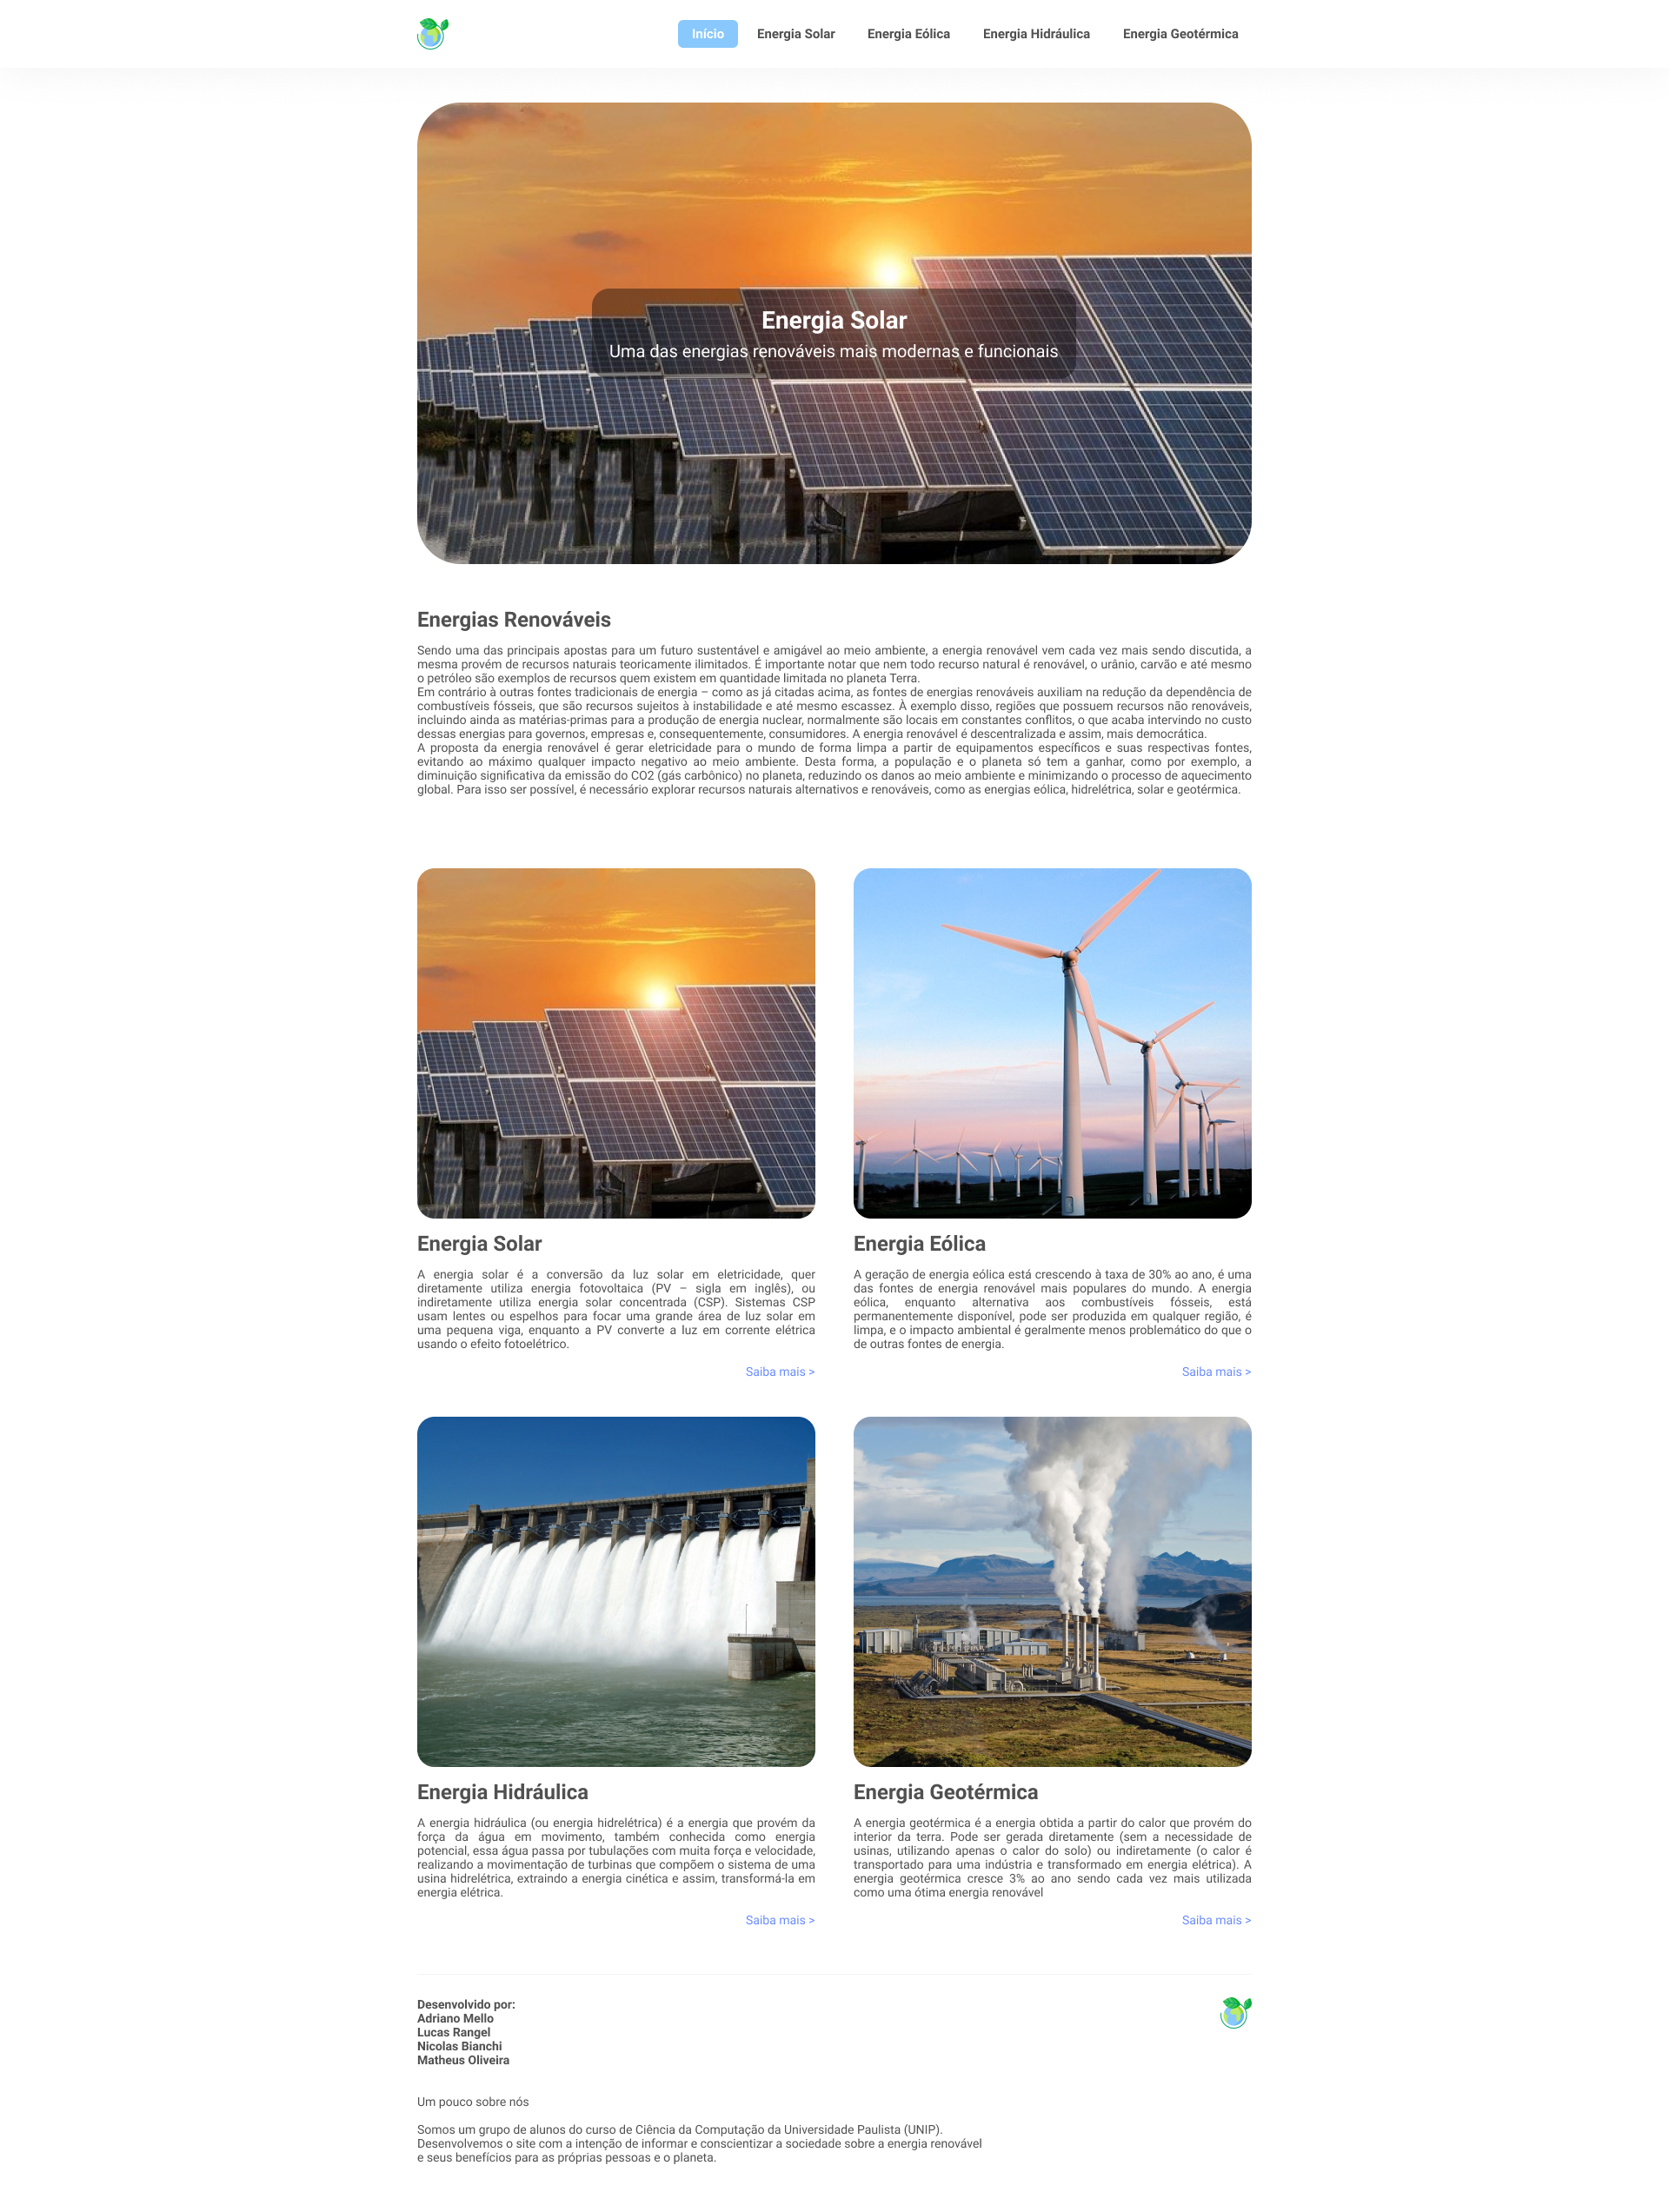 Início Energia Solar Energia Eólica Energia Hidráulica Energia Geotérmica
Energia Solar
Uma das energias renováveis mais modernas e funcionais
Energias Renováveis
Sendo uma das principais apostas para um futuro sustentável e amigável ao meio ambiente, a energia renovável vem cada vez mais sendo discutida, a
mesma provém de recursos naturais teoricamente ilimitados. É importante notar que nem todo recurso natural é renovável, o urânio, carvão e até mesmo
o petróleo são exemplos de recursos quem existem em quantidade limitada no planeta Terra.
Em contrário à outras fontes tradicionais de energia – como as já citadas acima, as fontes de energias renováveis auxiliam na redução da dependência de
combustíveis fósseis, que são recursos sujeitos à instabilidade e até mesmo escassez. À exemplo disso, regiões que possuem recursos não renováveis,
incluindo ainda as matérias-primas para a produção de energia nuclear, normalmente são locais em constantes conflitos, o que acaba intervindo no custo
dessas energias para governos, empresas e, consequentemente, consumidores. A energia renovável é descentralizada e assim, mais democrática.
A proposta da energia renovável é gerar eletricidade para o mundo de forma limpa a partir de equipamentos específicos e suas respectivas fontes,
evitando ao máximo qualquer impacto negativo ao meio ambiente. Desta forma, a população e o planeta só tem a ganhar, como por exemplo, a
diminuição significativa da emissão do CO2 (gás carbônico) no planeta, reduzindo os danos ao meio ambiente e minimizando o processo de aquecimento
global. Para isso ser possível, é necessário explorar recursos naturais alternativos e renováveis, como as energias eólica, hidrelétrica, solar e geotérmica.
Energia Solar
A energia solar é a conversão da luz solar em eletricidade, quer
diretamente utiliza energia fotovoltaica (PV – sigla em inglês), ou
indiretamente utiliza energia solar concentrada (CSP). Sistemas CSP
usam lentes ou espelhos para focar uma grande área de luz solar em
uma pequena viga, enquanto a PV converte a luz em corrente elétrica
usando o efeito fotoelétrico.
Saiba mais >
Energia Eólica
A geração de energia eólica está crescendo à taxa de 30% ao ano, é uma
das fontes de energia renovável mais populares do mundo. A energia
eólica, enquanto alternativa aos combustíveis fósseis, está
permanentemente disponível, pode ser produzida em qualquer região, é
limpa, e o impacto ambiental é geralmente menos problemático do que o
de outras fontes de energia.
Saiba mais >
Energia Hidráulica
A energia hidráulica (ou energia hidrelétrica) é a energia que provém da
força da água em movimento, também conhecida como energia
potencial, essa água passa por tubulações com muita força e velocidade,
realizando a movimentação de turbinas que compõem o sistema de uma
usina hidrelétrica, extraindo a energia cinética e assim, transformá-la em
energia elétrica.
Saiba mais >
Energia Geotérmica
A energia geotérmica é a energia obtida a partir do calor que provém do
interior da terra. Pode ser gerada diretamente (sem a necessidade de
usinas, utilizando apenas o calor do solo) ou indiretamente (o calor é
transportado para uma indústria e transformado em energia elétrica). A
energia geotérmica cresce 3% ao ano sendo cada vez mais utilizada
como uma ótima energia renovável
Saiba mais >
Desenvolvido por:
Adriano Mello
Lucas Rangel
Nicolas Bianchi
Matheus Oliveira
Um pouco sobre nós
Somos um grupo de alunos do curso de Ciência da Computação da Universidade Paulista (UNIP).
Desenvolvemos o site com a intenção de informar e conscientizar a sociedade sobre a energia renovável
e seus benefícios para as próprias pessoas e o planeta.